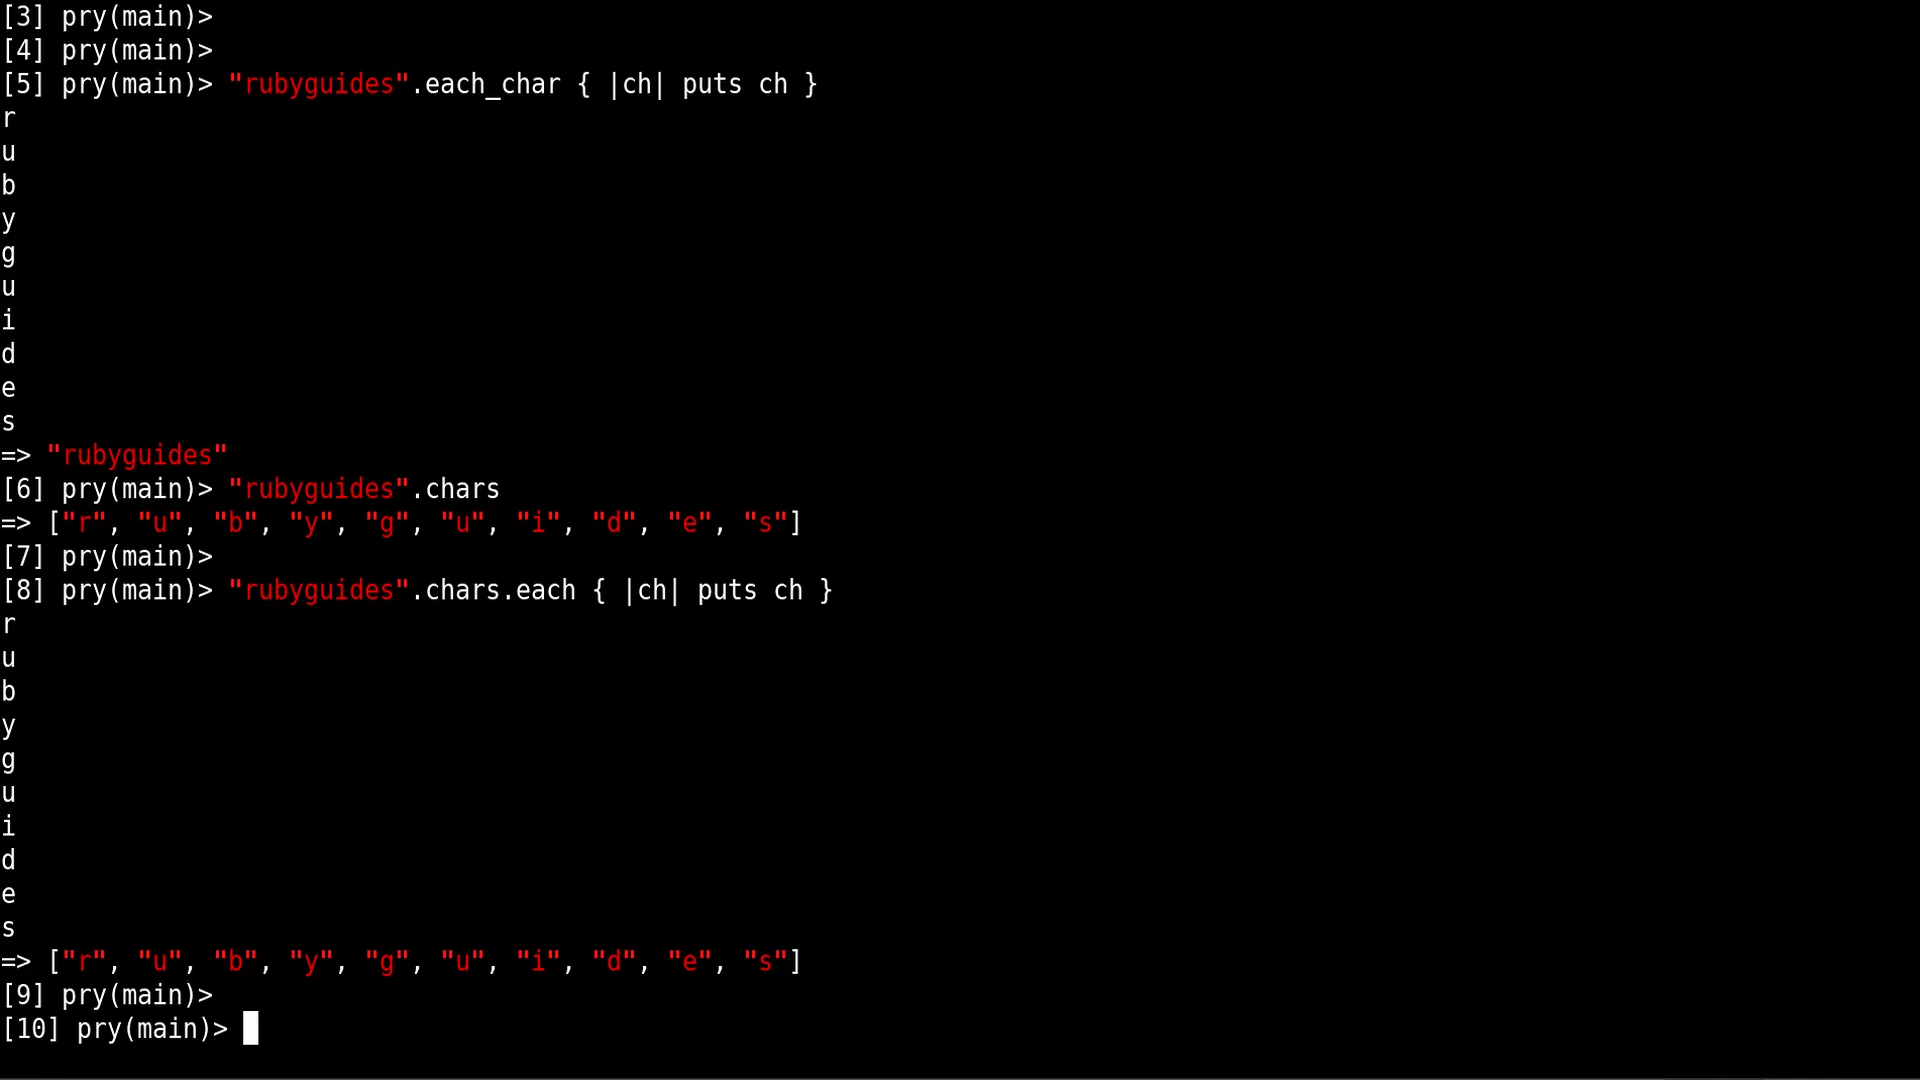 [3] pry(main)>
[4] pry(main)>
[5] pry(main)> "rubyguides".each_char { |ch| puts ch }
r
u
b
y
g
u
i
d
e
s
=> "rubyguides"
[6] pry(main)> "rubyguides".chars
=> ["r", "u", "b", "y", "g", "u", "i", "d", "e", "s"]
[7] pry(main)>
[8] pry(main)> "rubyguides".chars.each { |ch| puts ch }
r
u
b
y
g
u
i
d
e
s
=> ["r", "u", "b", "y", "g", "u", "i", "d", "e", "s"]
[9] pry(main)>
[10] pry(main)>